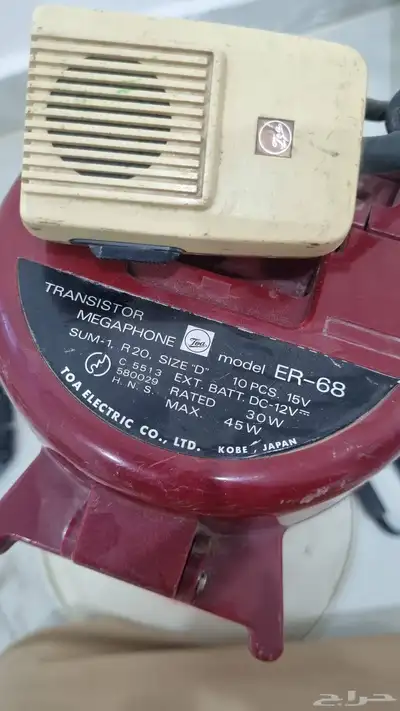 Toa
TRANSISTOR
MEGAPHONE Toa model ER-68
SUM-1, R20, SIZE "D" 10 PCS. 15V
C 5513 EXT. BATT. DC-12V
580029 RATED 30W
H. N. S. MAX. 45W
TOA ELECTRIC CO., LTD. KOBE, JAPAN
حراج